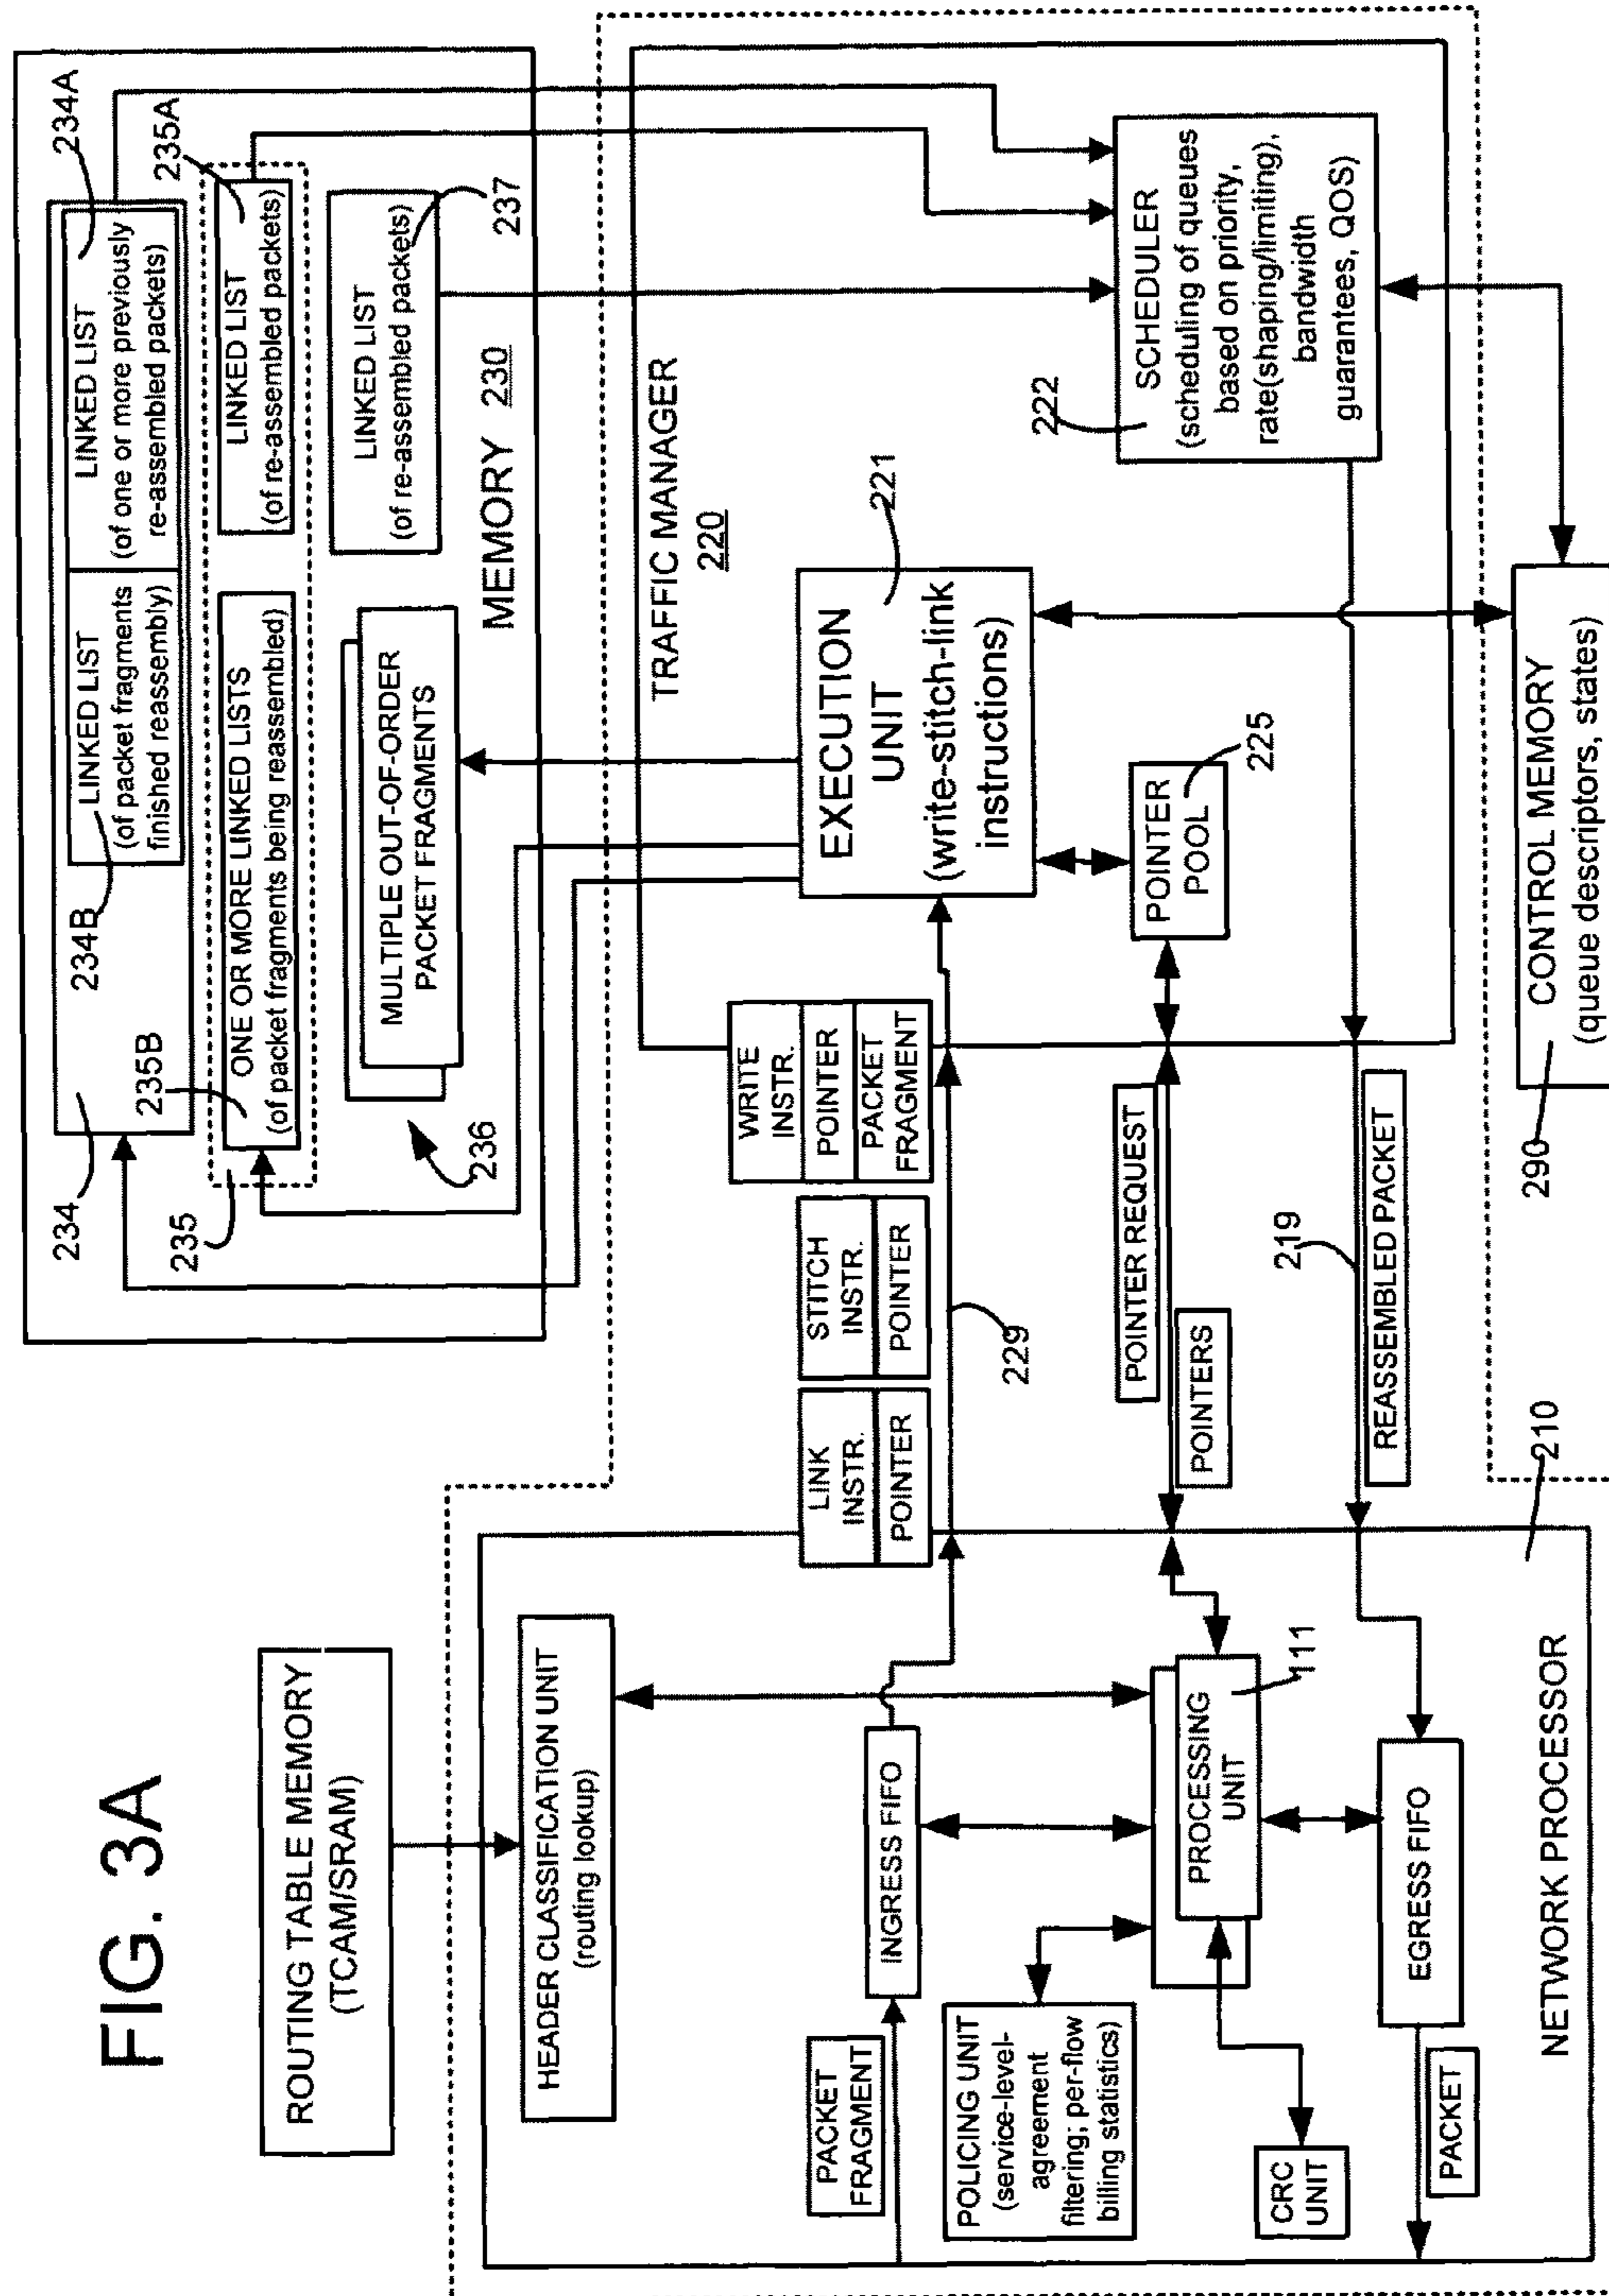 FIG. 3A
ROUTING TABLE MEMORY
(TCAM/SRAM)
HEADER CLASSIFICATION UNIT
(routing lookup)
PACKET
FRAGMENT
INGRESS FIFO
POLICING UNIT
(service-level-
agreement
filtering; per-flow
billing statistics)
PROCESSING
UNIT
111
CRC
UNIT
EGRESS FIFO
PACKET
NETWORK PROCESSOR
210
LINK
INSTR.
POINTER
STITCH
INSTR.
POINTER
WRITE
INSTR.
POINTER
PACKET
FRAGMENT
229
POINTER REQUEST
POINTERS
219
REASSEMBLED PACKET
234
234B
LINKED LIST
(of packet fragments
finished reassembly)
LINKED LIST
(of one or more previously
re-assembled packets)
234A
235
235B
ONE OR MORE LINKED LISTS
(of packet fragments being reassembled)
LINKED LIST
(of re-assembled packets)
235A
236
MULTIPLE OUT-OF-ORDER
PACKET FRAGMENTS
LINKED LIST
(of re-assembled packets)
237
MEMORY 230
TRAFFIC MANAGER
220
EXECUTION
UNIT
(write-stitch-link
instructions)
221
POINTER
POOL
225
222
SCHEDULER
(scheduling of queues
based on priority,
rate(shaping/limiting),
bandwidth
guarantees, QOS)
290
CONTROL MEMORY
(queue descriptors, states)